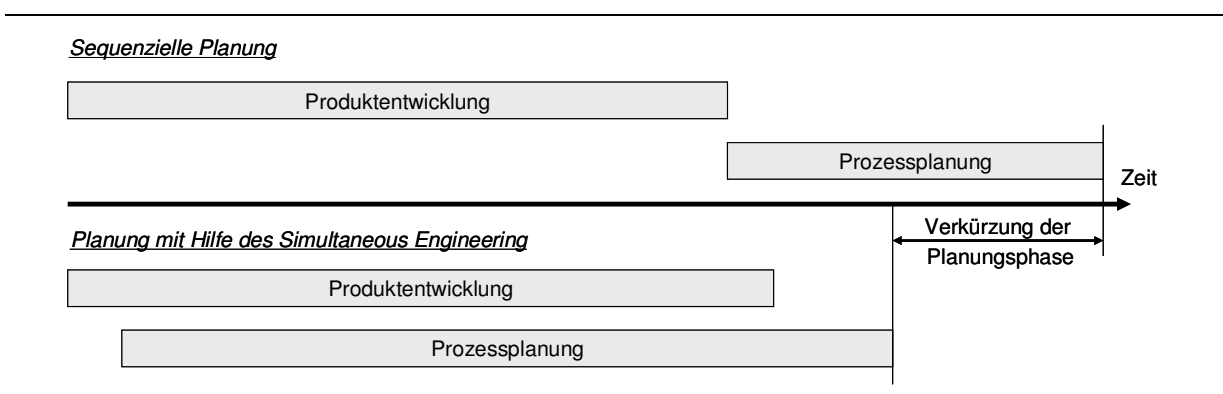 Sequenzielle Planung
Produktentwicklung
Prozessplanung
Zeit
Verkürzung der
Planungsphase
Planung mit Hilfe des Simultaneous Engineering
Produktentwicklung
Prozessplanung